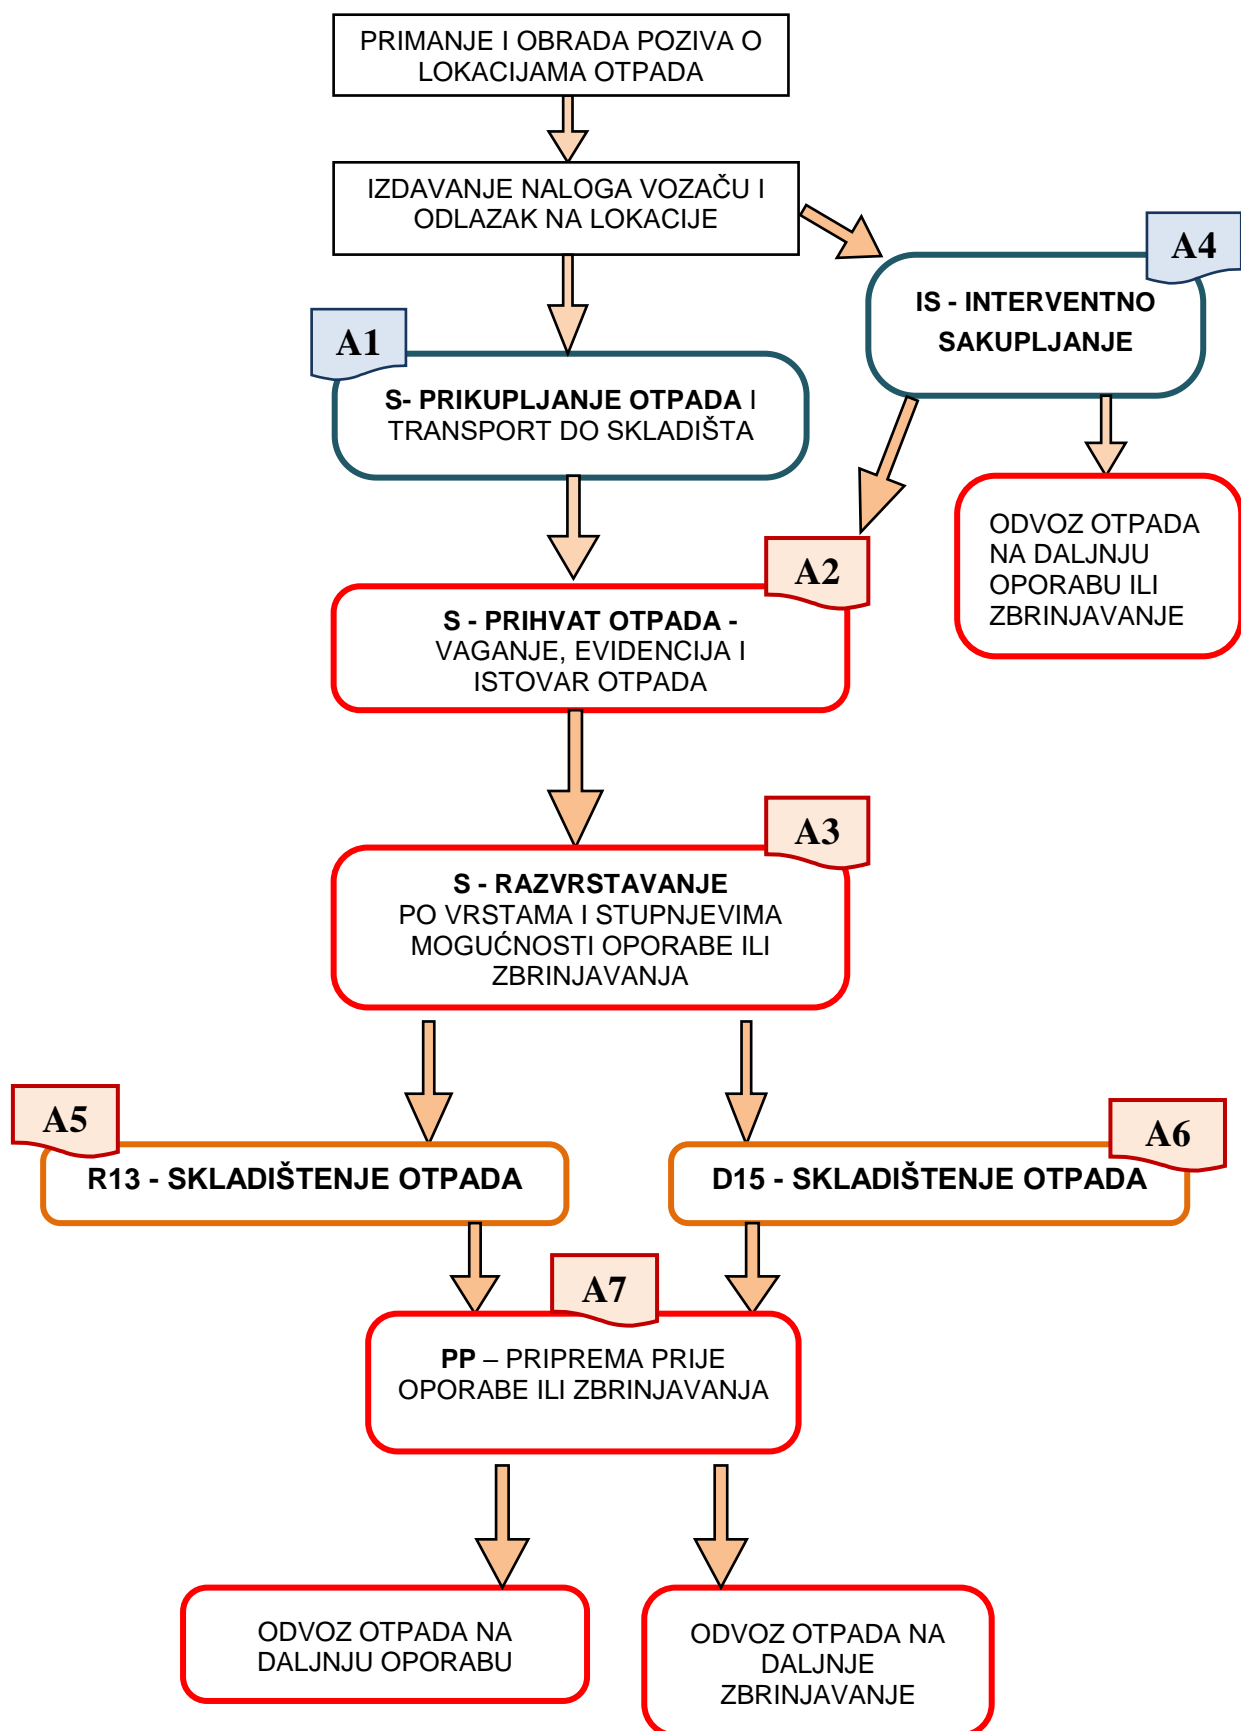 PRIMANJE I OBRADA POZIVA O
LOKACIJAMA OTPADA
IZDAVANJE NALOGA VOZAČU I
ODLAZAK NA LOKACIJE
A4
IS - INTERVENTNO
SAKUPLJANJE
A1
S- PRIKUPLJANJE OTPADA I
TRANSPORT DO SKLADIŠTA
ODVOZ OTPADA
NA DALJNJU
OPORABU ILI
ZBRINJAVANJE
A2
S - PRIHVAT OTPADA -
VAGANJE, EVIDENCIJA I
ISTOVAR OTPADA
A3
S - RAZVRSTAVANJE
PO VRSTAMA I STUPNJEVIMA
MOGUĆNOSTI OPORABE ILI
ZBRINJAVANJA
A5
R13 - SKLADIŠTENJE OTPADA
A6
D15 - SKLADIŠTENJE OTPADA
A7
PP – PRIPREMA PRIJE
OPORABE ILI ZBRINJAVANJA
ODVOZ OTPADA NA
DALJNJU OPORABU
ODVOZ OTPADA NA
DALJNJE
ZBRINJAVANJE